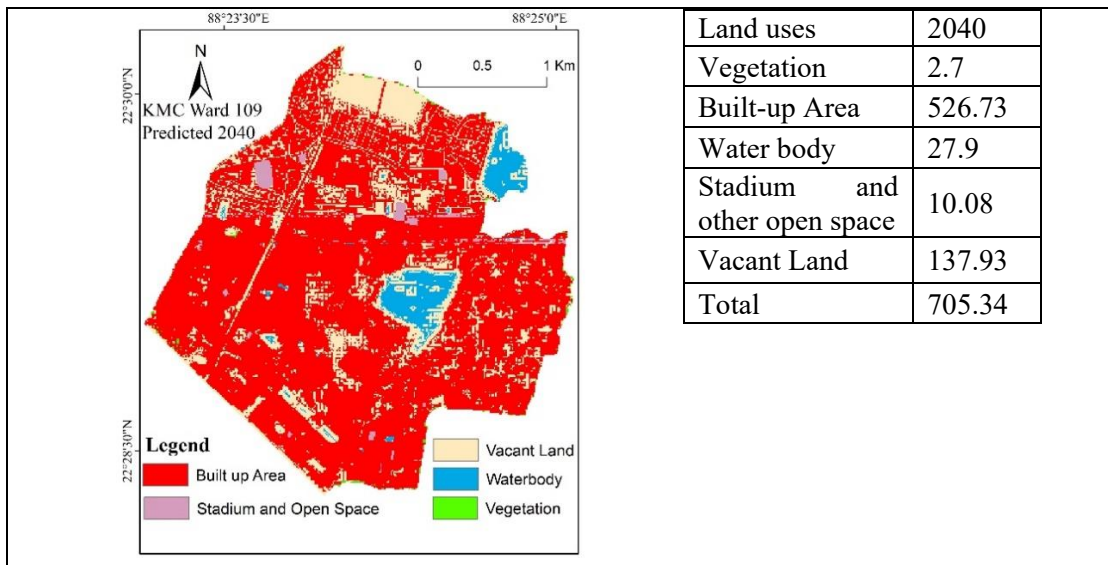 88°23'30"E 88°25'0"E
N
0 0.5 1 Km
22°30'0"N
KMC Ward 109
Predicted 2040
22°28'30"N
Legend
Built up Area
Stadium and Open Space
Vacant Land
Waterbody
Vegetation
Land uses 2040
Vegetation 2.7
Built-up Area 526.73
Water body 27.9
Stadium and
other open space 10.08
Vacant Land 137.93
Total 705.34